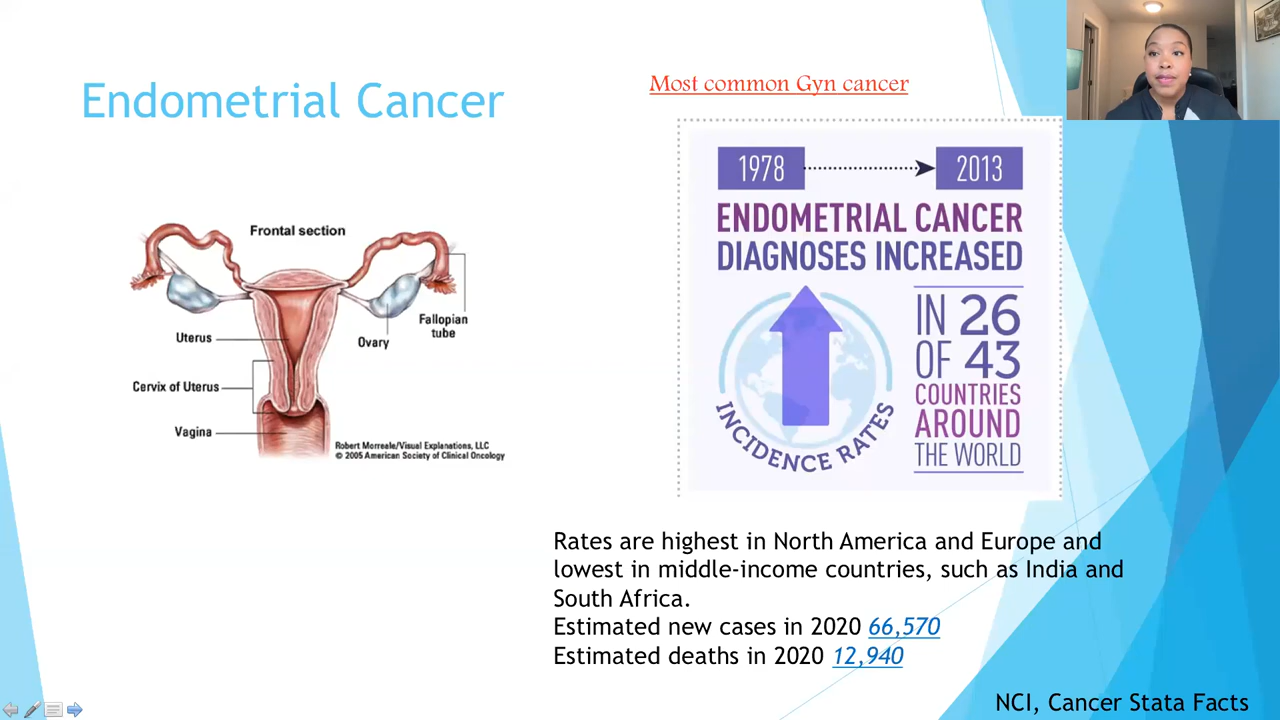 Endometrial Cancer
Most common Gyn cancer
Frontal section
Uterus
Cervix of Uterus
Vagina
Ovary
Fallopian
tube
Robert Morreale/Visual Explanations, LLC
© 2005 American Society of Clinical Oncology
1978
2013
ENDOMETRIAL CANCER
DIAGNOSES INCREASED
INCIDENCE RATES
IN 26
OF 43
COUNTRIES
AROUND
THE WORLD
Rates are highest in North America and Europe and
lowest in middle-income countries, such as India and
South Africa.
Estimated new cases in 2020 66,570
Estimated deaths in 2020 12,940
NCI, Cancer Stata Facts